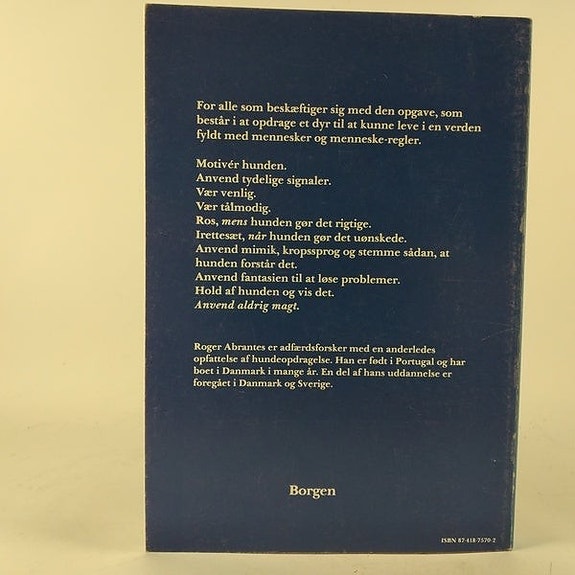 For alle som beskæftiger sig med den opgave, som
består i at opdrage et dyr til at kunne leve i en verden
fyldt med mennesker og menneske-regler.
Motivér hunden.
Anvend tydelige signaler.
Vær venlig.
Vær tålmodig.
Ros, mens hunden gør det rigtige.
Irettesæt, når hunden gør det uønskede.
Anvend mimik, kropssprog og stemme sådan, at
hunden forstår det.
Anvend fantasien til at løse problemer.
Hold af hunden og vis det.
Anvend aldrig magt.
Roger Abrantes er adfærdsforsker med en anderledes
opfattelse af hundeopdragelse. Han er født i Portugal og har
boet i Danmark i mange år. En del af hans uddannelse er
foregået i Danmark og Sverige.
Borgen
ISBN 87-418-7570-2